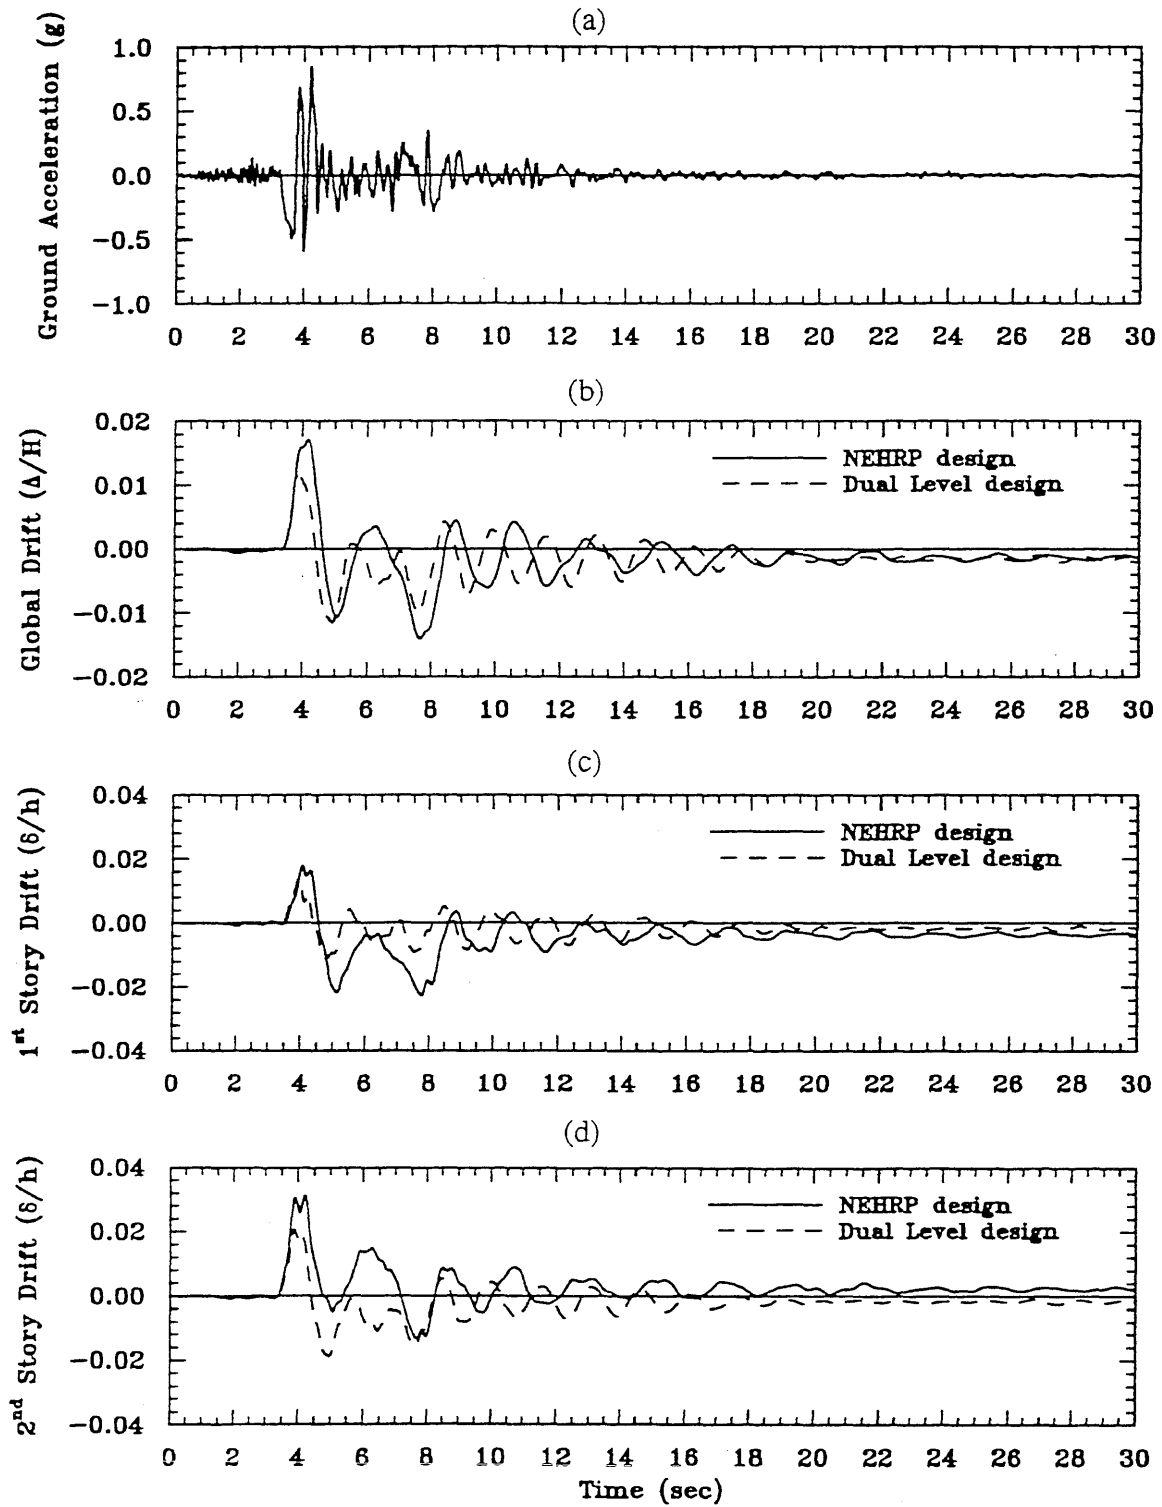 (a)
Ground Acceleration (g)
1.0
0.5
0.0
−0.5
−1.0
0 2 4 6 8 10 12 14 16 18 20 22 24 26 28 30
(b)
Global Drift (Δ/H)
0.02
0.01
0.00
−0.01
−0.02
NEHRP design
Dual Level design
0 2 4 6 8 10 12 14 16 18 20 22 24 26 28 30
(c)
1st Story Drift (δ/h)
0.04
0.02
0.00
−0.02
−0.04
NEHRP design
Dual Level design
0 2 4 6 8 10 12 14 16 18 20 22 24 26 28 30
(d)
2nd Story Drift (δ/h)
0.04
0.02
0.00
−0.02
−0.04
NEHRP design
Dual Level design
0 2 4 6 8 10 12 14 16 18 20 22 24 26 28 30
Time (sec)